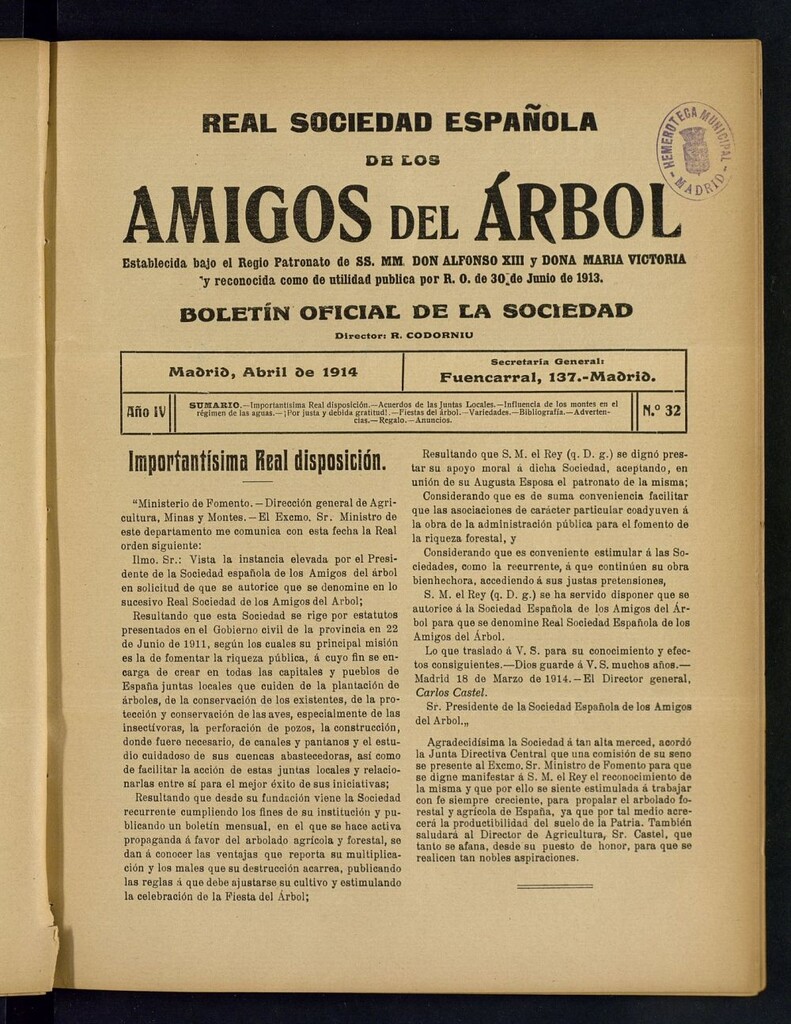 REAL SOCIEDAD ESPAÑOLA
DE LOS
AMIGOS DEL ÁRBOL
Establecida bajo el Regio Patronato de SS. MM. DON ALFONSO XIII y DONA MARIA VICTORIA
y reconocida como de utilidad publica por R. O. de 30 de Junio de 1913.
BOLETÍN OFICIAL DE LA SOCIEDAD
Director: R. CODORNIU
HEMEROTECA MUNICIPAL
- MADRID -
Madrid, Abril de 1914
Secretaria General:
Fuencarral, 137.-Madrid.
Año IV
SUMARIO.—Importantísima Real disposición.—Acuerdos de las Juntas Locales.—Influencia de los montes en el
régimen de las aguas.—¡Por justa y debida gratitud!.—Fiestas del árbol.—Variedades.—Bibliografía.—Adverten-
cias.—Regalo.—Anuncios.
N.º 32
Importantísima Real disposición.
“Ministerio de Fomento.—Dirección general de Agri-
cultura, Minas y Montes.—El Excmo. Sr. Ministro de
este departamento me comunica con esta fecha la Real
orden siguiente:
Ilmo. Sr.: Vista la instancia elevada por el Presi-
dente de la Sociedad española de los Amigos del árbol
en solicitud de que se autorice que se denomine en lo
sucesivo Real Sociedad de los Amigos del Arbol;
Resultando que esta Sociedad se rige por estatutos
presentados en el Gobierno civil de la provincia en 22
de Junio de 1911, según los cuales su principal misión
es la de fomentar la riqueza pública, á cuyo fin se en-
carga de crear en todas las capitales y pueblos de
España juntas locales que cuiden de la plantación de
árboles, de la conservación de los existentes, de la pro-
tección y conservación de las aves, especialmente de las
insectívoras, la perforación de pozos, la construcción,
donde fuere necesario, de canales y pantanos y el estu-
dio cuidadoso de sus cuencas abastecedoras, así como
de facilitar la acción de estas juntas locales y relacio-
narlas entre sí para el mejor éxito de sus iniciativas;
Resultando que desde su fundación viene la Sociedad
recurrente cumpliendo los fines de su institución y pu-
blicando un boletín mensual, en el que se hace activa
propaganda á favor del arbolado agrícola y forestal, se
dan á conocer las ventajas que reporta su multiplica-
ción y los males que su destrucción acarrea, publicando
las reglas á que debe ajustarse su cultivo y estimulando
la celebración de la Fiesta del Árbol;
Resultando que S. M. el Rey (q. D. g.) se dignó pres-
tar su apoyo moral á dicha Sociedad, aceptando, en
unión de su Augusta Esposa el patronato de la misma;
Considerando que es de suma conveniencia facilitar
que las asociaciones de carácter particular coadyuven á
la obra de la administración pública para el fomento de
la riqueza forestal, y
Considerando que es conveniente estimular á las So-
ciedades, como la recurrente, á que continúen su obra
bienhechora, accediendo á sus justas pretensiones,
S. M. el Rey (q. D. g.) se ha servido disponer que se
autorice á la Sociedad Española de los Amigos del Ár-
bol para que se denomine Real Sociedad Española de los
Amigos del Árbol.
Lo que traslado á V. S. para su conocimiento y efec-
tos consiguientes.—Dios guarde á V. S. muchos años.—
Madrid 18 de Marzo de 1914.—El Director general,
Carlos Castel.
Sr. Presidente de la Sociedad Española de los Amigos
del Arbol.„
Agradecidísima la Sociedad á tan alta merced, acordó
la Junta Directiva Central que una comisión de su seno
se presente al Excmo. Sr. Ministro de Fomento para que
se digne manifestar á S. M. el Rey el reconocimiento de
la misma y que por ello se siente estimulada á trabajar
con fe siempre creciente, para propalar el arbolado fo-
restal y agrícola de España, ya que por tal medio acre-
cerá la productibilidad del suelo de la Patria. También
saludará al Director de Agricultura, Sr. Castel, que
tanto se afana, desde su puesto de honor, para que se
realicen tan nobles aspiraciones.